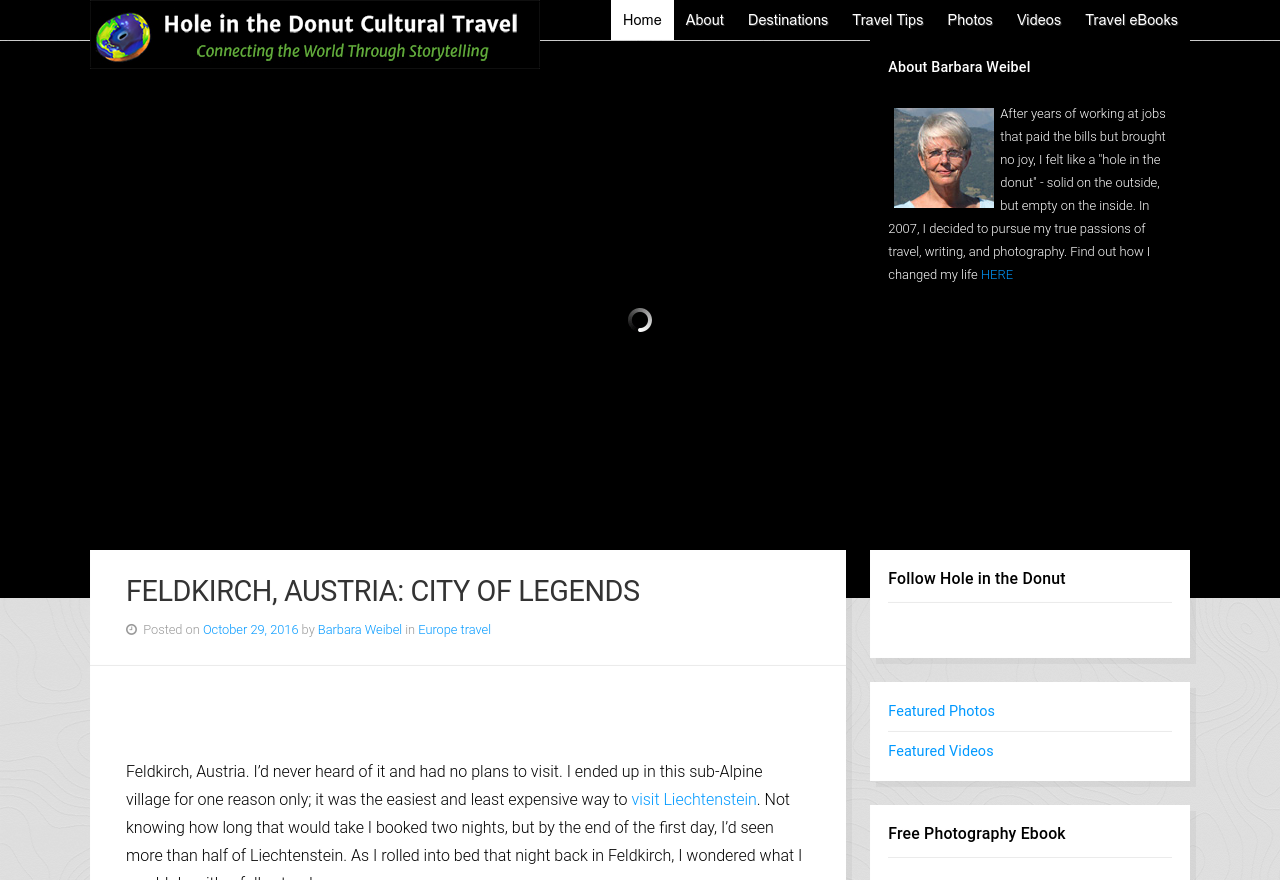 Hole in the Donut Cultural Travel
Connecting the World Through Storytelling
Home About Destinations Travel Tips Photos Videos Travel eBooks
About Barbara Weibel
After years of working at jobs
that paid the bills but brought
no joy, I felt like a "hole in the
donut" - solid on the outside,
but empty on the inside. In
2007, I decided to pursue my true passions of
travel, writing, and photography. Find out how I
changed my life HERE
FELDKIRCH, AUSTRIA: CITY OF LEGENDS
Posted on October 29, 2016 by Barbara Weibel in Europe travel
Feldkirch, Austria. I’d never heard of it and had no plans to visit. I ended up in this sub-Alpine
village for one reason only; it was the easiest and least expensive way to visit Liechtenstein. Not
knowing how long that would take I booked two nights, but by the end of the first day, I’d seen
more than half of Liechtenstein. As I rolled into bed that night back in Feldkirch, I wondered what I
Follow Hole in the Donut
Featured Photos
Featured Videos
Free Photography Ebook